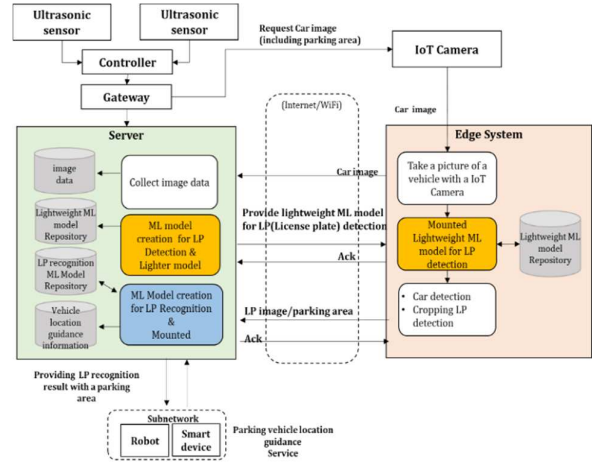 Ultrasonic
sensor
Ultrasonic
sensor
Request Car image
(including parking area)
IoT Camera
Controller
Gateway
Car image
(Internet/WiFi)
Server
Edge System
image
data
Collect image data
Car image
Take a picture of a
vehicle with a IoT
Camera
Lightweight ML
model
Repository
ML model
creation for LP
Detection &
Lighter model
Provide lightweight ML model
for LP(License plate) detection
Ack
Mounted
Lightweight ML
model for LP
detection
Lightweight ML
model
Repository
LP recognition
ML Model
Repository
ML Model creation
for LP Recognition
&
Mounted
LP image/parking area
Ack
• Car detection
• Cropping LP
detection
Vehicle
location
guidance
information
Providing LP recognition
result with a parking
area
Subnetwork
Robot
Smart
device
Parking vehicle location
guidance
Service